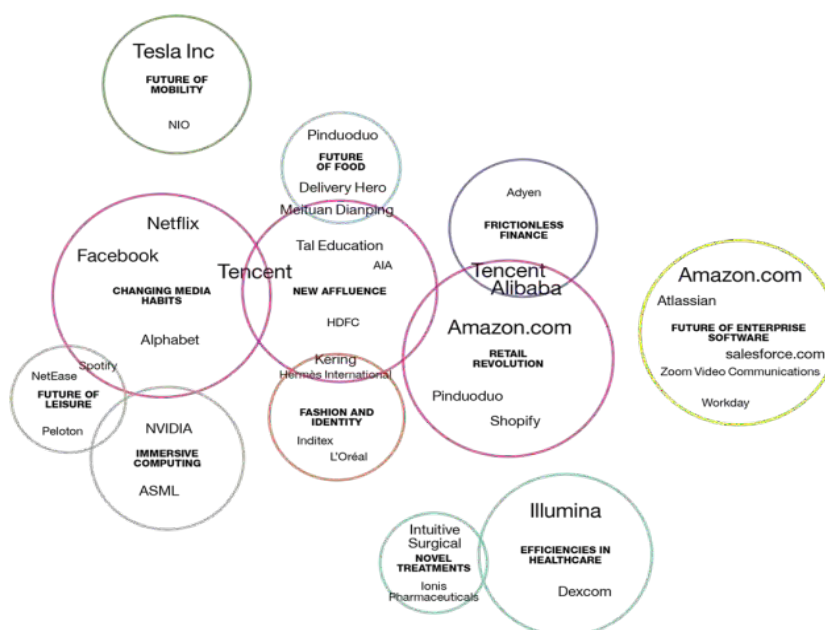 Tesla Inc
FUTURE OF
MOBILITY
NIO
Pinduoduo
FUTURE
OF FOOD
Delivery Hero
Meituan Dianping
Adyen
FRICTIONLESS
FINANCE
Tencent
Alibaba
Netflix
Facebook
Tencent
CHANGING MEDIA
HABITS
Alphabet
Tal Education
AIA
NEW AFFLUENCE
HDFC
Kering
Hermès International
Amazon.com
RETAIL
REVOLUTION
Pinduoduo
Shopify
Amazon.com
Atlassian
FUTURE OF ENTERPRISE
SOFTWARE
salesforce.com
Zoom Video Communications
Workday
Spotify
NetEase
FUTURE OF
LEISURE
Peloton
NVIDIA
IMMERSIVE
COMPUTING
ASML
FASHION AND
IDENTITY
Inditex
L'Oréal
Intuitive
Surgical
NOVEL
TREATMENTS
Ionis
Pharmaceuticals
Illumina
EFFICIENCIES IN
HEALTHCARE
Dexcom